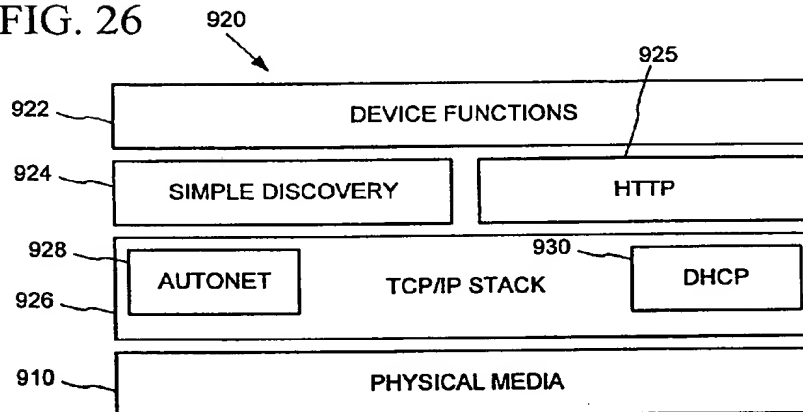 FIG. 26
920
925
922
DEVICE FUNCTIONS
924
SIMPLE DISCOVERY
HTTP
928
AUTONET
TCP/IP STACK
930
DHCP
926
910
PHYSICAL MEDIA